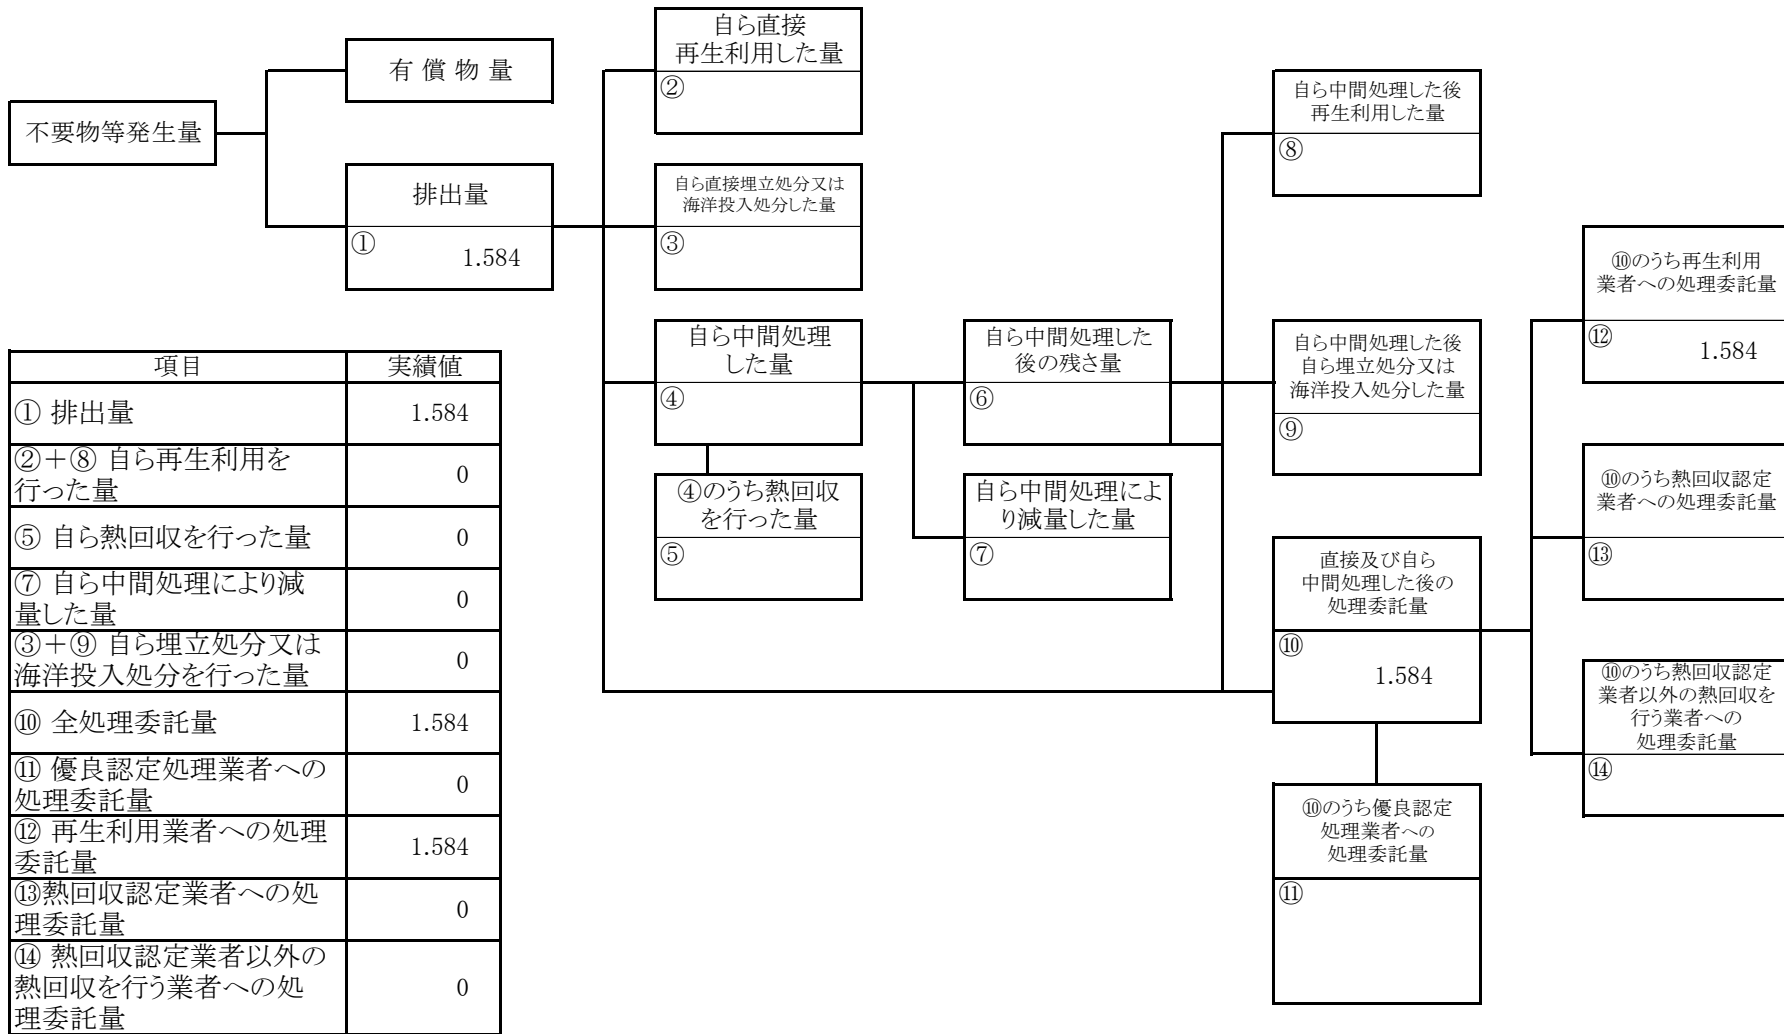 不要物等発生量
有 償 物 量
排出量
①
1.584
自ら直接
再生利用した量
②
自ら直接埋立処分又は
海洋投入処分した量
③
自ら中間処理
した量
④
④のうち熱回収
を行った量
⑤
自ら中間処理した
後の残さ量
⑥
自ら中間処理によ
り減量した量
⑦
自ら中間処理した後
再生利用した量
⑧
自ら中間処理した後
自ら埋立処分又は
海洋投入処分した量
⑨
直接及び自ら
中間処理した後の
処理委託量
⑩
1.584
⑩のうち優良認定
処理業者への
処理委託量
⑪
⑩のうち再生利用
業者への処理委託量
⑫
1.584
⑩のうち熱回収認定
業者への処理委託量
⑬
⑩のうち熱回収認定
業者以外の熱回収を
行う業者への
処理委託量
⑭
項目 実績値
① 排出量 1.584
②＋⑧ 自ら再生利用を
行った量 0
⑤ 自ら熱回収を行った量 0
⑦ 自ら中間処理により減
量した量 0
③＋⑨ 自ら埋立処分又は
海洋投入処分を行った量 0
⑩ 全処理委託量 1.584
⑪ 優良認定処理業者への
処理委託量 0
⑫ 再生利用業者への処理
委託量 1.584
⑬熱回収認定業者への処
理委託量 0
⑭ 熱回収認定業者以外の
熱回収を行う業者への処 0
理委託量